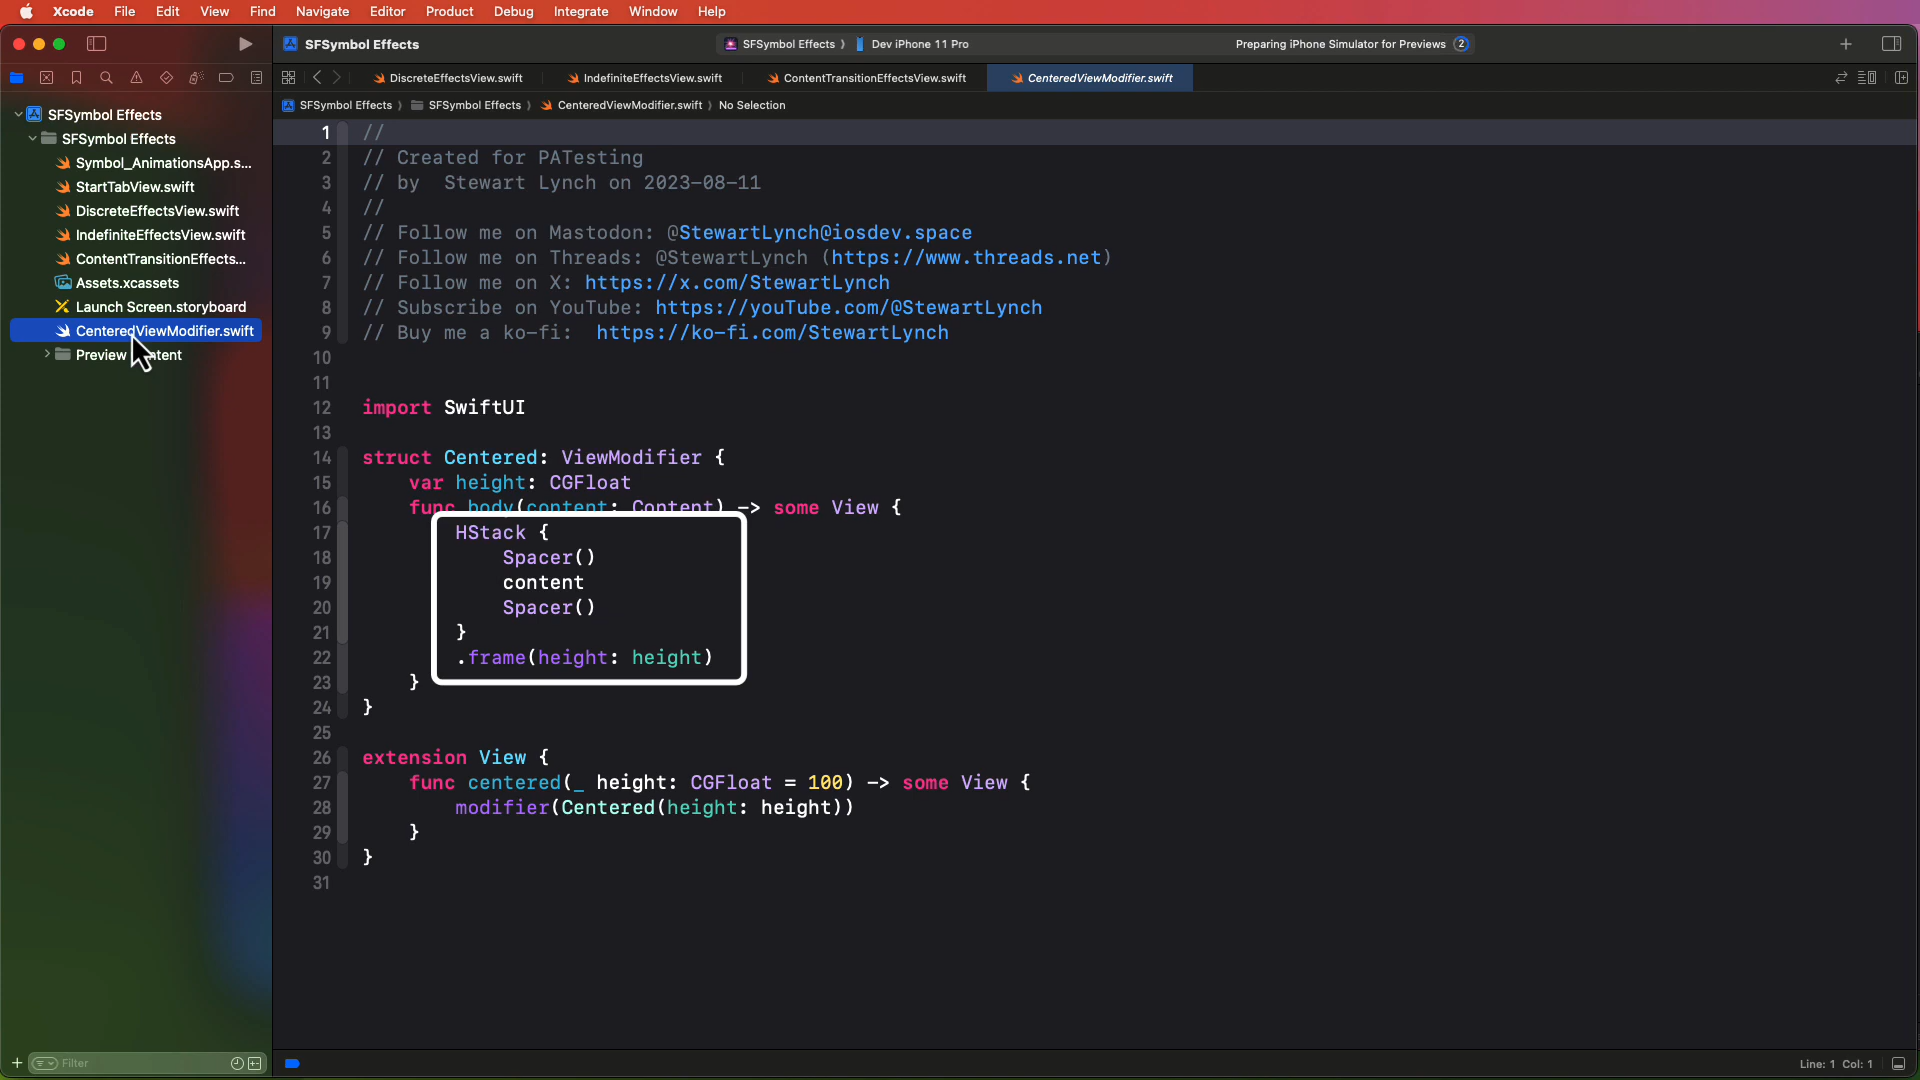 Xcode File Edit View Find Navigate Editor Product Debug Integrate Window Help
SFSymbol Effects
SFSymbol Effects Dev iPhone 11 Pro
Preparing iPhone Simulator for Previews 2
DiscreteEffectsView.swift IndefiniteEffectsView.swift ContentTransitionEffectsView.swift CenteredViewModifier.swift
SFSymbol Effects SFSymbol Effects CenteredViewModifier.swift No Selection
SFSymbol Effects
SFSymbol Effects
Symbol_AnimationsApp.s...
StartTabView.swift
DiscreteEffectsView.swift
IndefiniteEffectsView.swift
ContentTransitionEffects...
Assets.xcassets
Launch Screen.storyboard
CenteredViewModifier.swift
Preview tent
Filter
1 //
2 // Created for PATesting
3 // by  Stewart Lynch on 2023-08-11
4 //
5 // Follow me on Mastodon: @StewartLynch@iosdev.space
6 // Follow me on Threads: @StewartLynch (https://www.threads.net)
7 // Follow me on X: https://x.com/StewartLynch
8 // Subscribe on YouTube: https://youTube.com/@StewartLynch
9 // Buy me a ko-fi:  https://ko-fi.com/StewartLynch
10
11
12 import SwiftUI
13
14 struct Centered: ViewModifier {
15     var height: CGFloat
16     func body(content: Content) -> some View {
17         HStack {
18             Spacer()
19             content
20             Spacer()
21         }
22         .frame(height: height)
23     }
24 }
25
26 extension View {
27     func centered(_ height: CGFloat = 100) -> some View {
28         modifier(Centered(height: height))
29     }
30 }
31
Line: 1 Col: 1